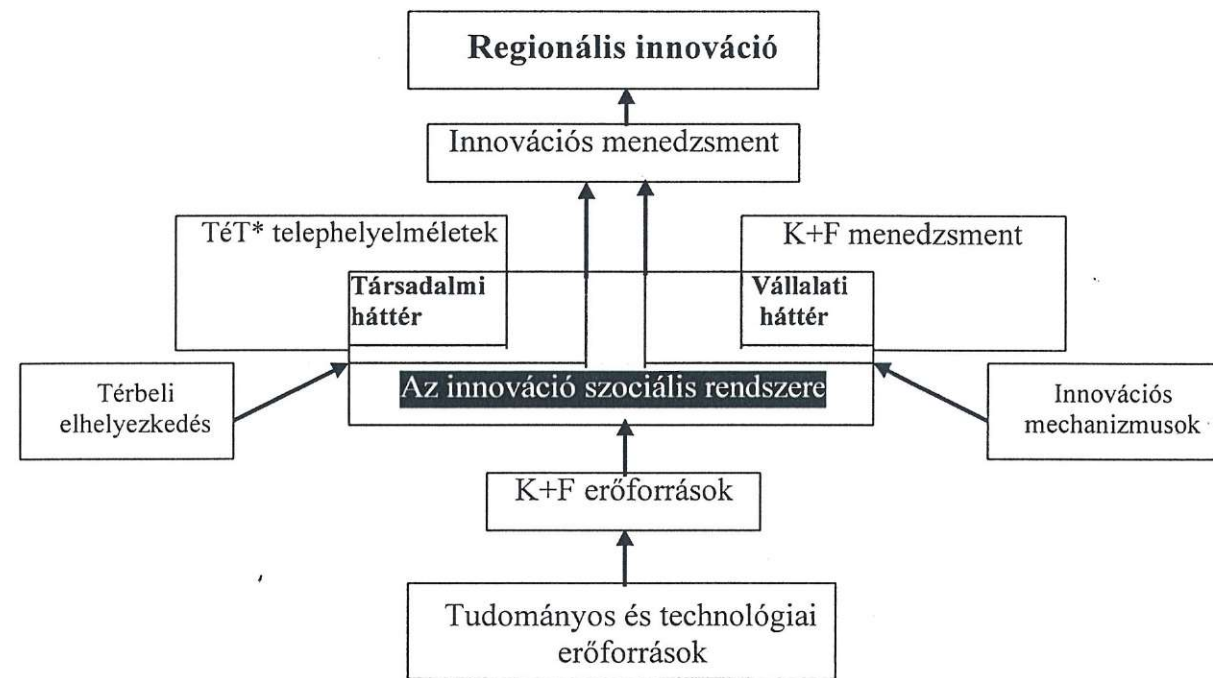 Regionális innováció
Innovációs menedzsment
TéT* telephelyelméletek
K+F menedzsment
Társadalmi
háttér
Vállalati
háttér
Térbeli
elhelyezkedés
Az innováció szociális rendszere
Innovációs
mechanizmusok
K+F erőforrások
Tudományos és technológiai
erőforrások